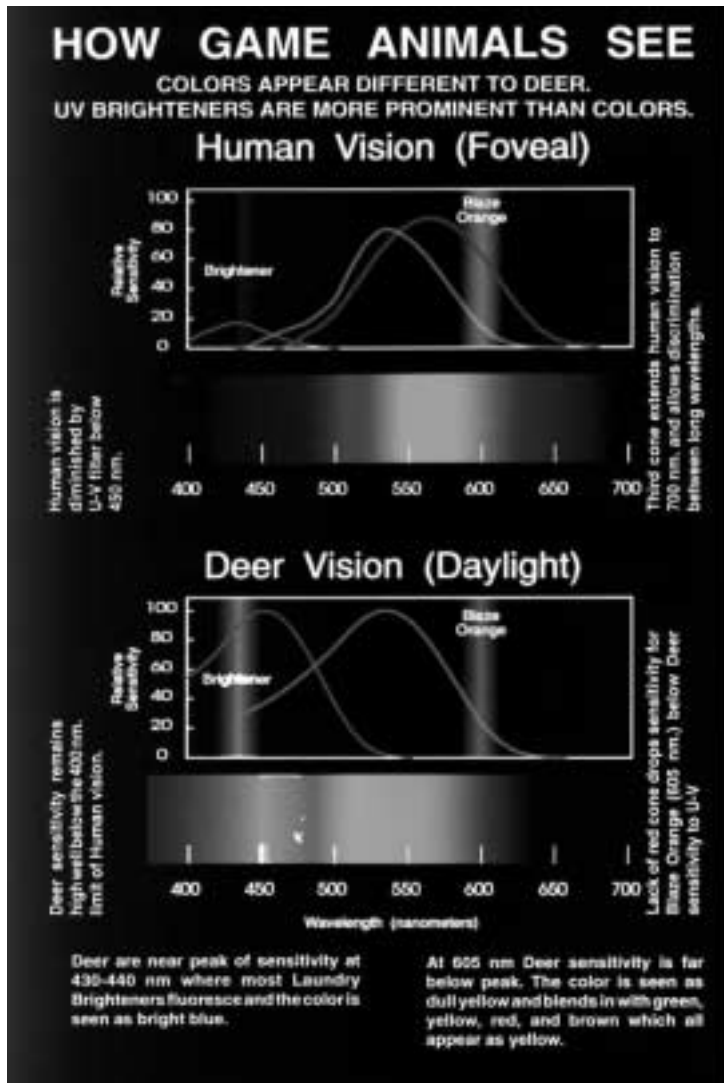 HOW GAME ANIMALS SEE
COLORS APPEAR DIFFERENT TO DEER.
UV BRIGHTENERS ARE MORE PROMINENT THAN COLORS.
Human Vision (Foveal)
Relative
Sensitivity
100
80
60
40
20
0
Brightener
Blaze
Orange
Human vision is
diminished by
U-V filter below
450 nm.
400 450 500 550 600 650 700
Third cone extends human vision to
700 nm. and allows discrimination
between long wavelengths.
Deer Vision (Daylight)
Relative
Sensitivity
100
80
60
40
20
0
Brightener
Blaze
Orange
Deer sensitivity remains
high well below the 400 nm.
limit of Human vision.
400 450 500 550 600 650 700
Wavelength (nanometers)
Lack of red cone drops sensitivity for
Blaze Orange (605 nm.) below Deer
sensitivity to U-V
Deer are near peak of sensitivity at
430-440 nm where most Laundry
Brighteners fluoresce and the color is
seen as bright blue.
At 605 nm Deer sensitivity is far
below peak. The color is seen as
dull yellow and blends in with green,
yellow, red, and brown which all
appear as yellow.